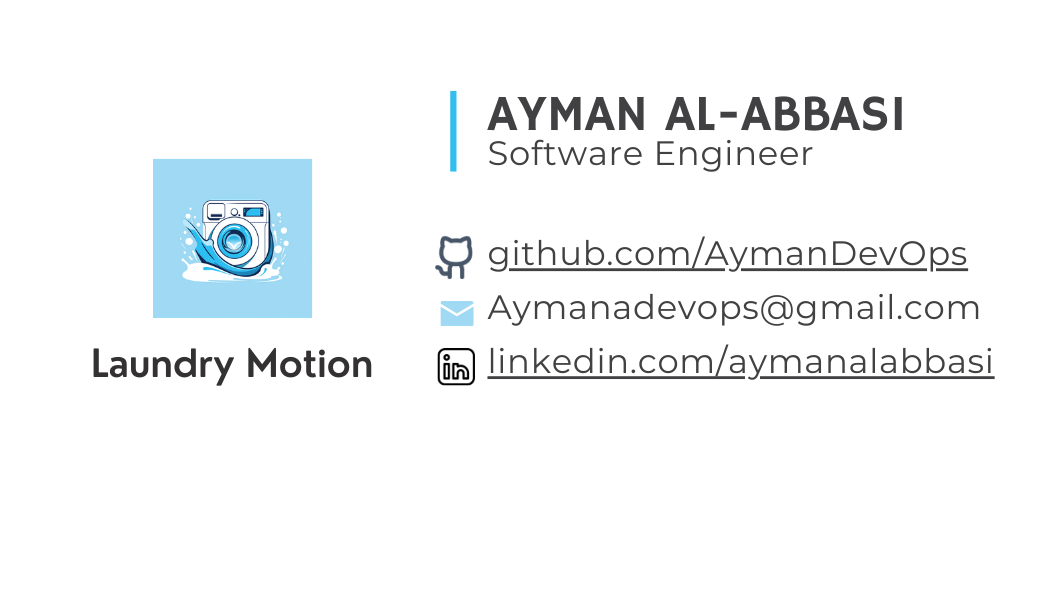 AYMAN AL-ABBASI
Software Engineer
github.com/AymanDevOps
Aymanadevops@gmail.com
linkedin.com/aymanalabbasi
Laundry Motion